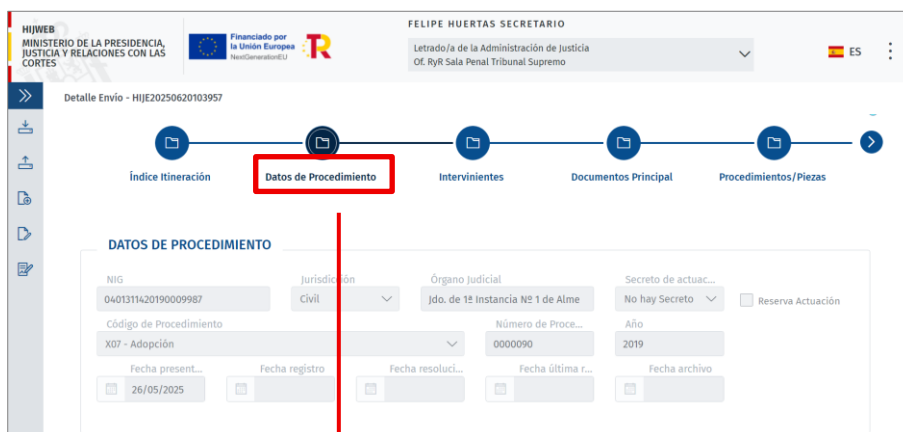 HIJWEB
MINISTERIO DE LA PRESIDENCIA,
JUSTICIA Y RELACIONES CON LAS
CORTES
Financiado por
la Unión Europea
NextGenerationEU
FELIPE HUERTAS SECRETARIO
Letrado/a de la Administración de Justicia
Of. RyR Sala Penal Tribunal Supremo
ES
Detalle Envio - HIJE20250620103957
Índice Itineración
Datos de Procedimiento
Intervinientes
Documentos Principal
Procedimientos/Piezas
DATOS DE PROCEDIMIENTO
NIG
Jurisdicción
Órgano Judicial
Secreto de actuac...
0401311420190009987
Civil
Jdo. de 1ª Instancia Nº 1 de Alme
No hay Secreto
Reserva Actuación
Código de Procedimiento
Número de Proce...
Año
X07 - Adopción
0000090
2019
Fecha present...
Fecha registro
Fecha resoluci...
Fecha última r...
Fecha archivo
26/05/2025